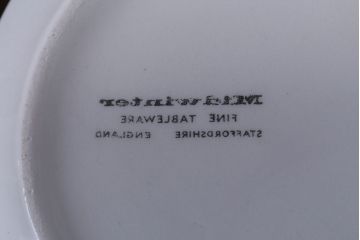 Midwinter
FINE TABLEWARE
STAFFORDSHIRE ENGLAND